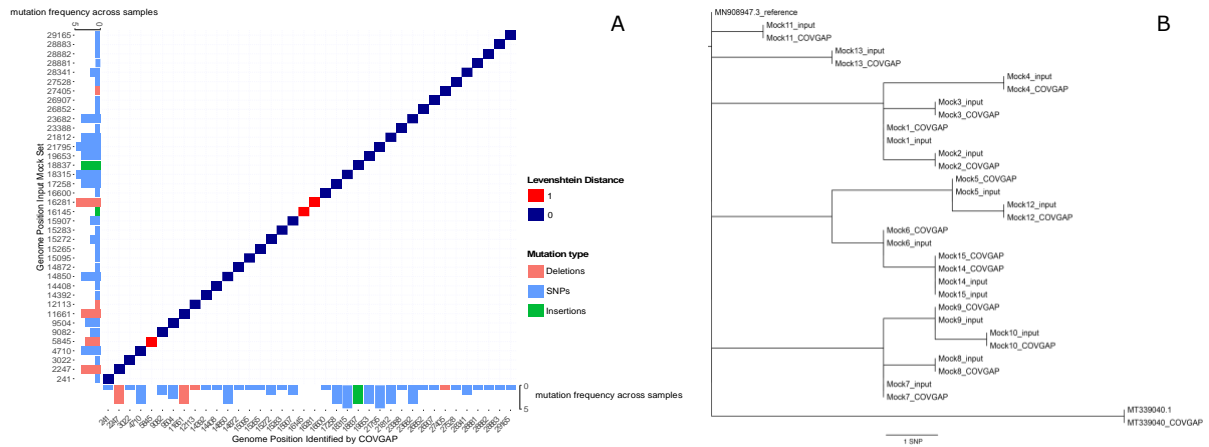 mutation frequency across samples
5
0
A
Genome Position Input Mock Set
29165
28883
28882
28881
28341
27528
27405
26907
26852
23682
23388
21812
21795
19653
18837
18315
17258
16600
16281
16145
15907
15283
15272
15265
15095
14872
14850
14408
14392
12113
11661
9504
9082
5845
4710
3022
2247
241
Levenshtein Distance
1
0
Mutation type
Deletions
SNPs
Insertions
0
5
mutation frequency across samples
Genome Position Identified by COVGAP
B
MN908947.3_reference
Mock11_input
Mock11_COVGAP
Mock13_input
Mock13_COVGAP
Mock4_input
Mock4_COVGAP
Mock3_input
Mock3_COVGAP
Mock1_COVGAP
Mock1_input
Mock2_input
Mock2_COVGAP
Mock5_COVGAP
Mock5_input
Mock12_input
Mock12_COVGAP
Mock6_COVGAP
Mock6_input
Mock15_COVGAP
Mock14_COVGAP
Mock14_input
Mock15_input
Mock9_COVGAP
Mock9_input
Mock10_input
Mock10_COVGAP
Mock8_input
Mock8_COVGAP
Mock7_input
Mock7_COVGAP
MT339040.1
MT339040_COVGAP
1 SNP